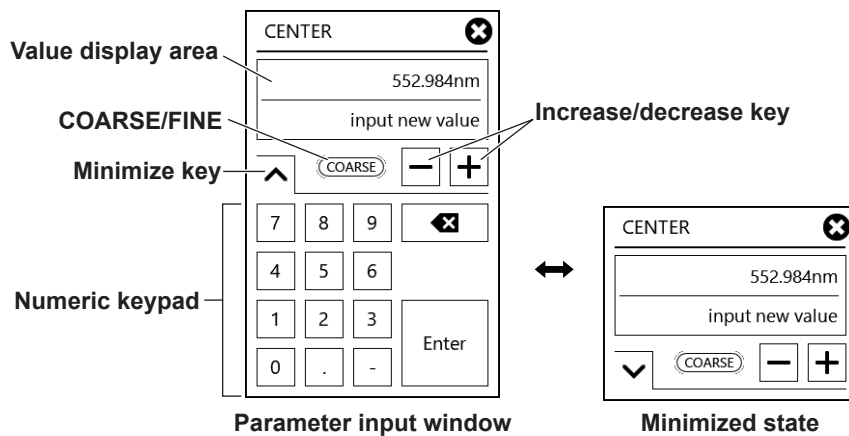 CENTER
Value display area
552.984nm
COARSE/FINE
input new value
Increase/decrease key
Minimize key
COARSE
7 8 9
4 5 6
1 2 3
0 . -
Enter
Numeric keypad
CENTER
552.984nm
input new value
COARSE
Parameter input window
Minimized state